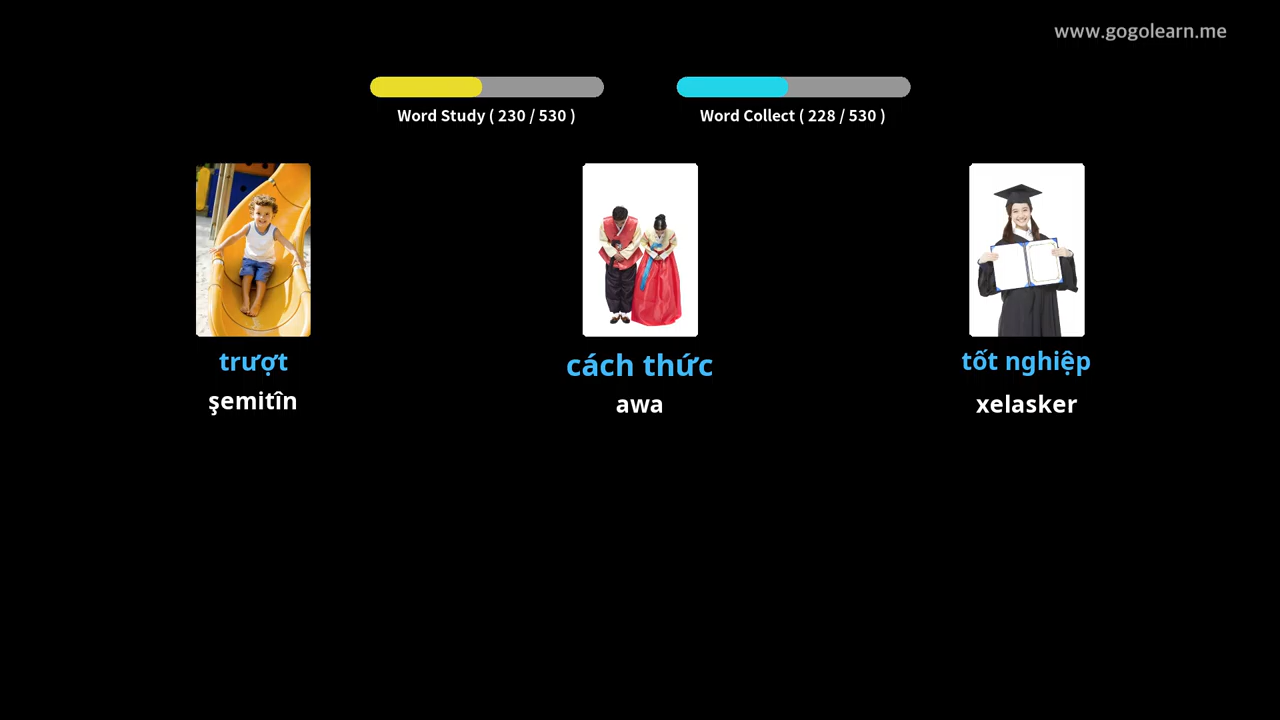 www.gogolearn.me
Word Study ( 230 / 530 )
Word Collect ( 228 / 530 )
trượt
şemitîn
cách thức
awa
tốt nghiệp
xelasker